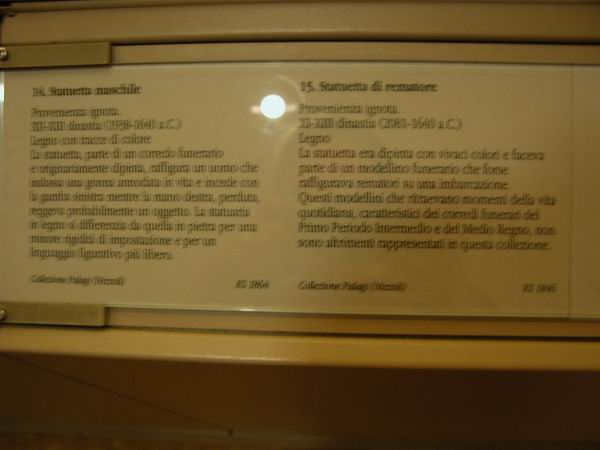 14. Statuetta maschile
Provenienza ignota.
XII-XIII dinastia (1938-1640 a.C.)
Legno con tracce di colore
La statuetta, parte di un corredo funerario
e originariamente dipinta, raffigura un uomo che
indossa una gonna annodata in vita e incede con
la gamba sinistra mentre la mano destra, perduta,
reggeva probabilmente un oggetto. La statuaria
in legno si differenzia da quella in pietra per una
minore rigidità di impostazione e per un
linguaggio figurativo più libero.
Collezione Palagi (Nizzoli)
KS 1864
15. Statuetta di rematore
Provenienza ignota.
XI-XIII dinastia (2081-1640 a.C.)
Legno
La statuetta era dipinta con vivaci colori e faceva
parte di un modellino funerario che forse
raffigurava rematori su una imbarcazione.
Questi modellini che ritraevano momenti della vita
quotidiana, caratteristici dei corredi funerari del
Primo Periodo Intermedio e del Medio Regno, non
sono altrimenti rappresentati in questa collezione.
Collezione Palagi (Nizzoli)
KS